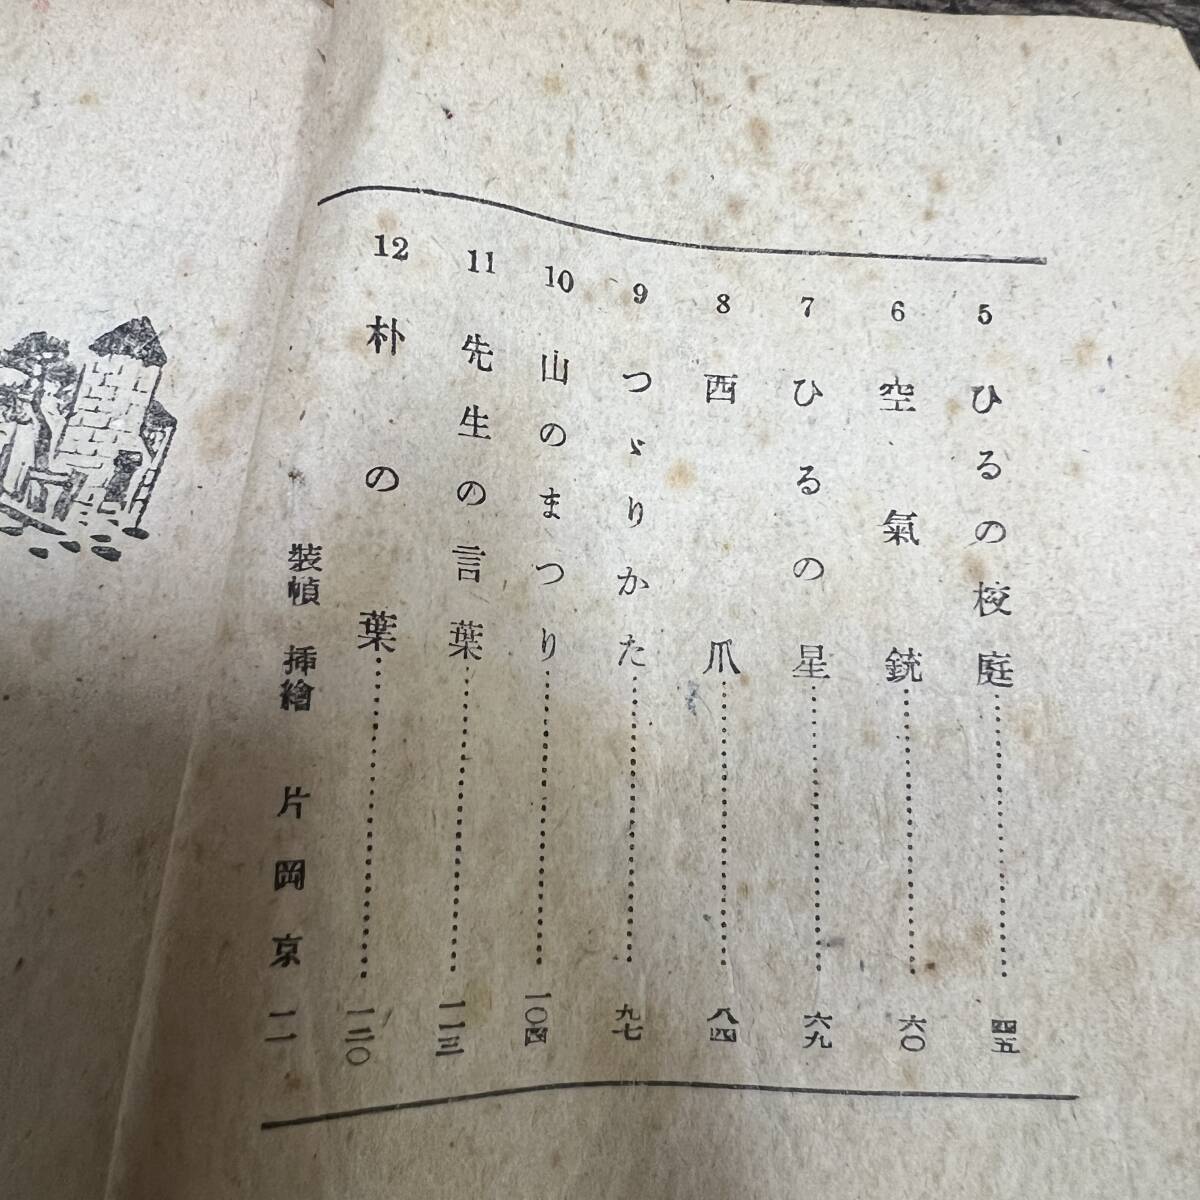 5 ひるの校庭……四五
6 空氣銃……六〇
7 ひるの星……六九
8 西瓜……八四
9 つゞりかた……九七
10 山のまつり……一〇四
11 先生の言葉……一一三
12 朴の葉……一二〇
裝幀 挿繪 片岡京二